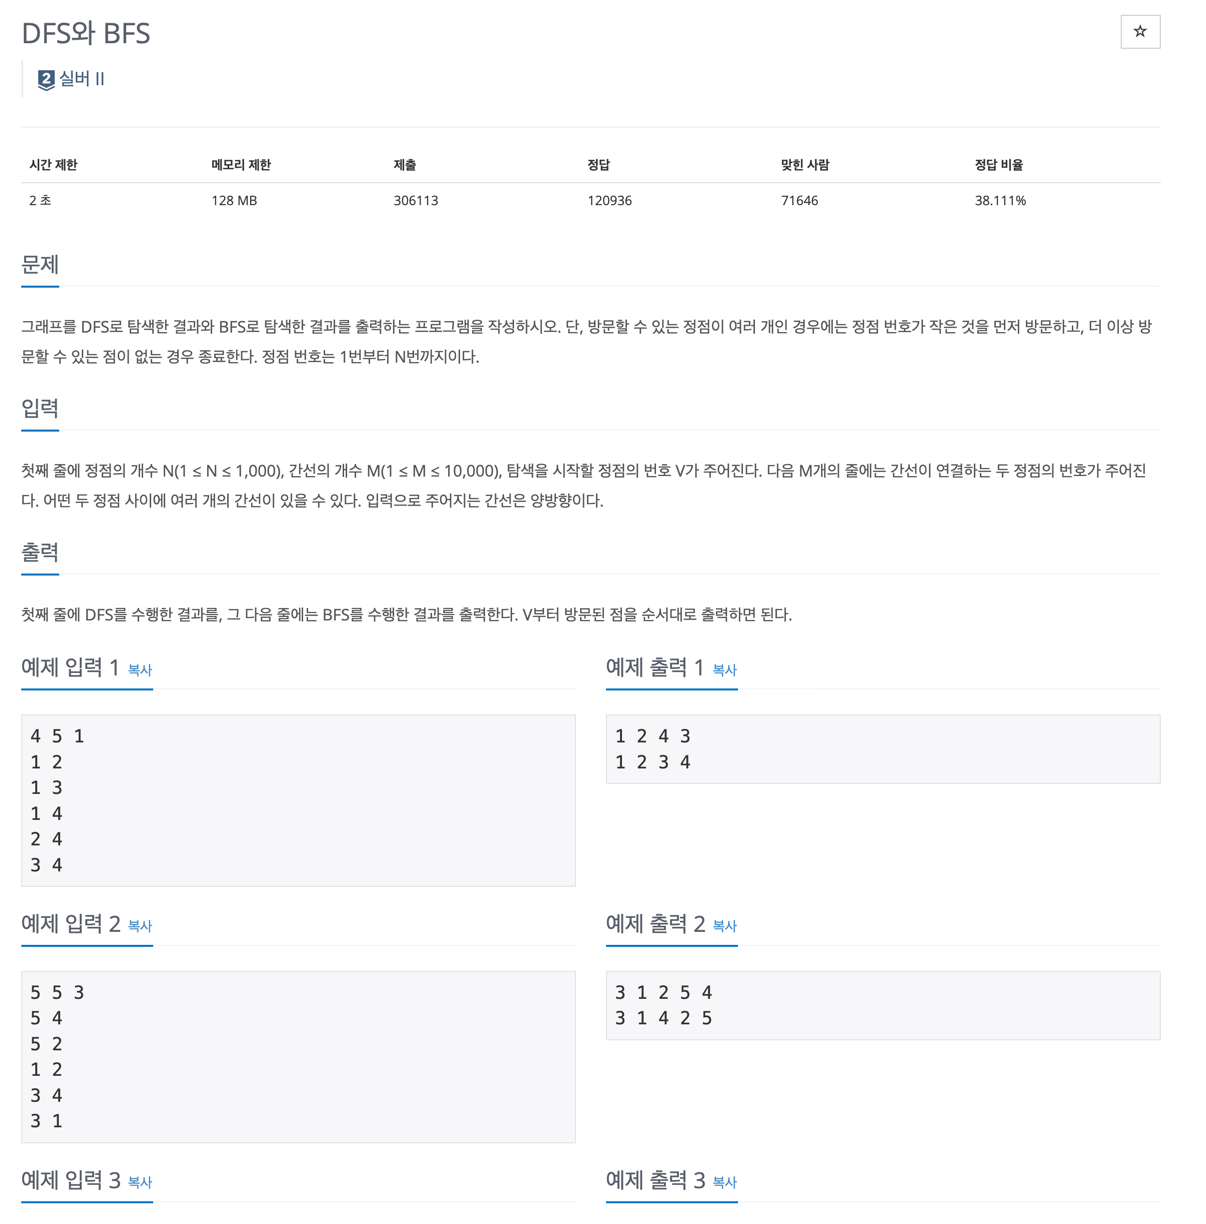 DFS와 BFS
☆
2 실버 II
시간 제한 메모리 제한 제출 정답 맞힌 사람 정답 비율
2 초 128 MB 306113 120936 71646 38.111%
문제
그래프를 DFS로 탐색한 결과와 BFS로 탐색한 결과를 출력하는 프로그램을 작성하시오. 단, 방문할 수 있는 정점이 여러 개인 경우에는 정점 번호가 작은 것을 먼저 방문하고, 더 이상 방
문할 수 있는 점이 없는 경우 종료한다. 정점 번호는 1번부터 N번까지이다.
입력
첫째 줄에 정점의 개수 N(1 ≤ N ≤ 1,000), 간선의 개수 M(1 ≤ M ≤ 10,000), 탐색을 시작할 정점의 번호 V가 주어진다. 다음 M개의 줄에는 간선이 연결하는 두 정점의 번호가 주어진
다. 어떤 두 정점 사이에 여러 개의 간선이 있을 수 있다. 입력으로 주어지는 간선은 양방향이다.
출력
첫째 줄에 DFS를 수행한 결과를, 그 다음 줄에는 BFS를 수행한 결과를 출력한다. V부터 방문된 점을 순서대로 출력하면 된다.
예제 입력 1 복사
4 5 1
1 2
1 3
1 4
2 4
3 4
예제 출력 1 복사
1 2 4 3
1 2 3 4
예제 입력 2 복사
5 5 3
5 4
5 2
1 2
3 4
3 1
예제 출력 2 복사
3 1 2 5 4
3 1 4 2 5
예제 입력 3 복사
예제 출력 3 복사